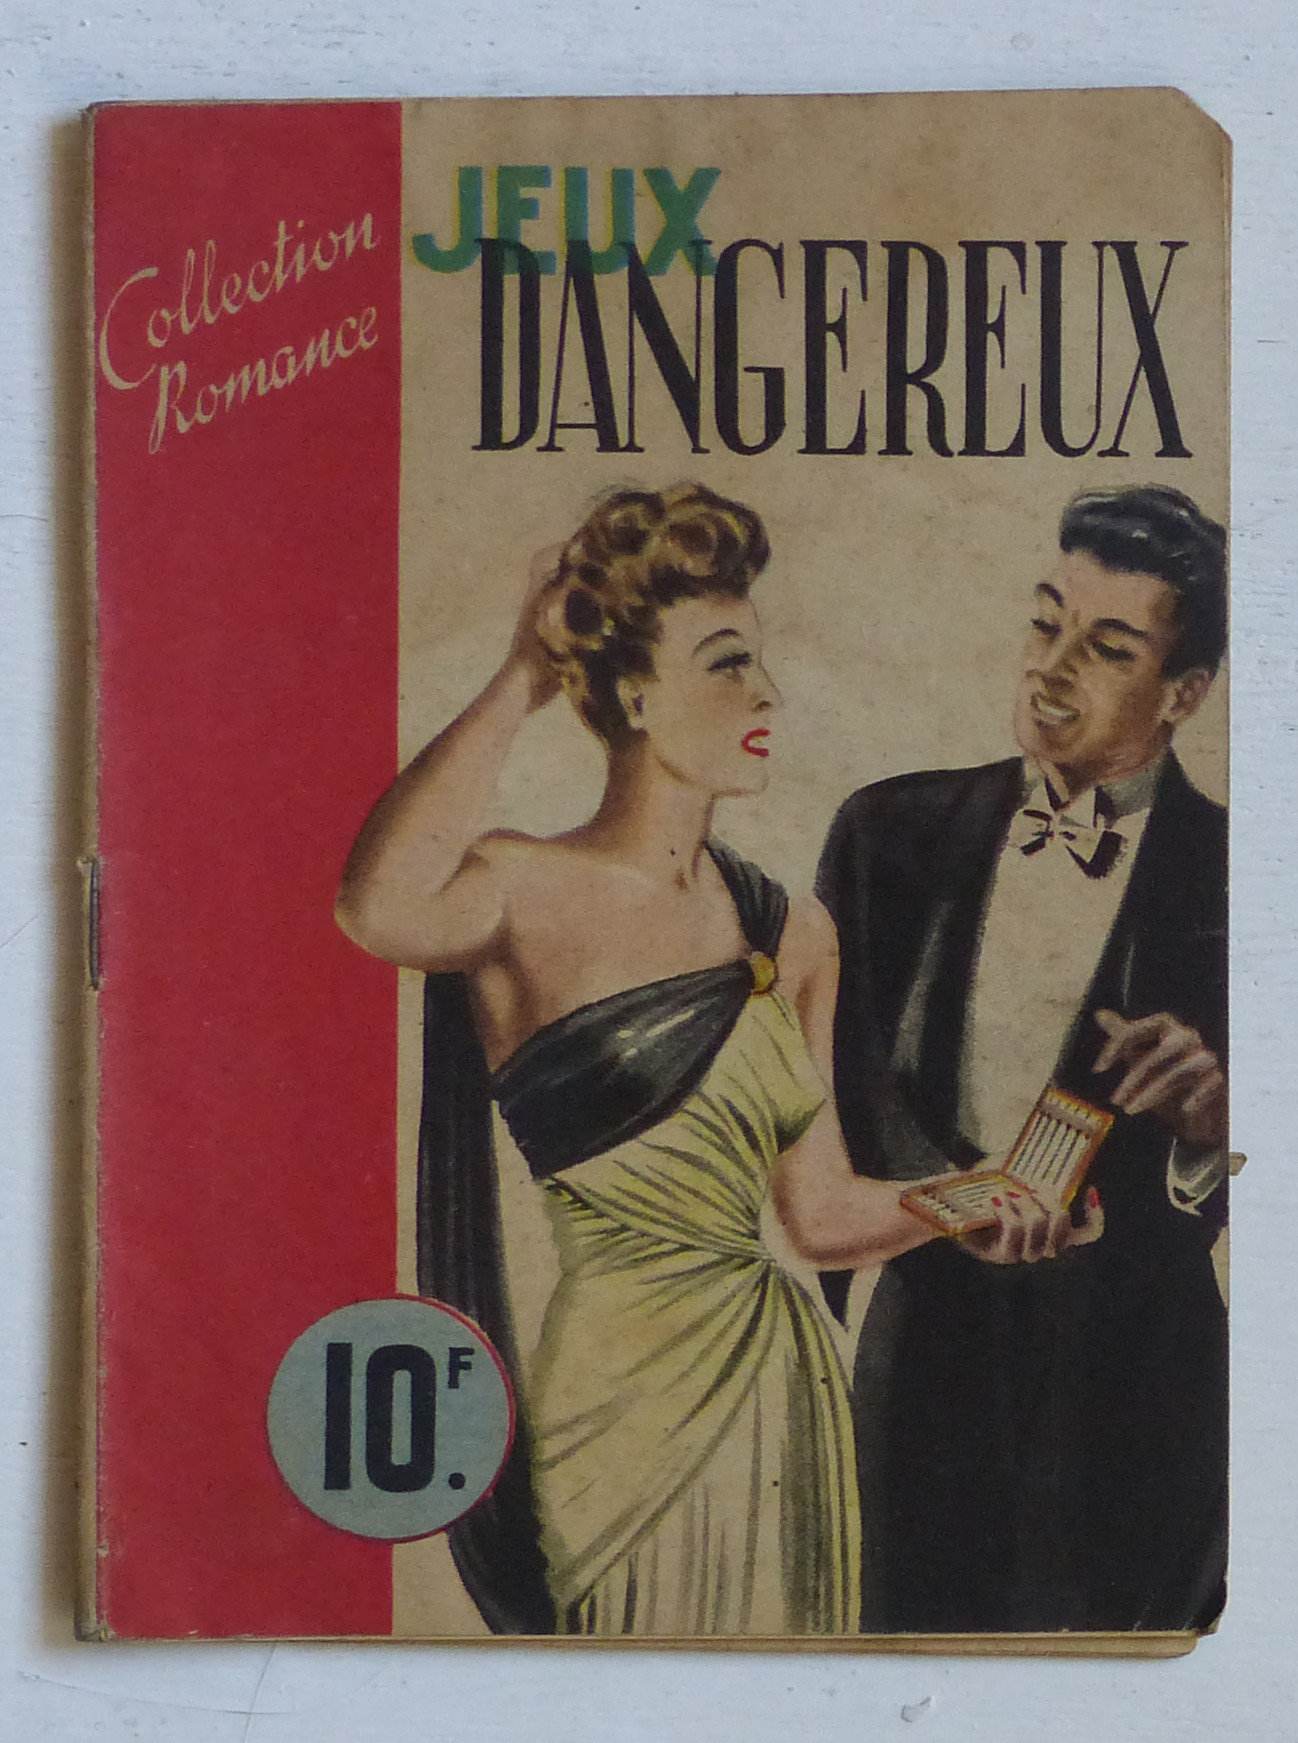 Collection
Romance
JEUX
DANGEREUX
10F.